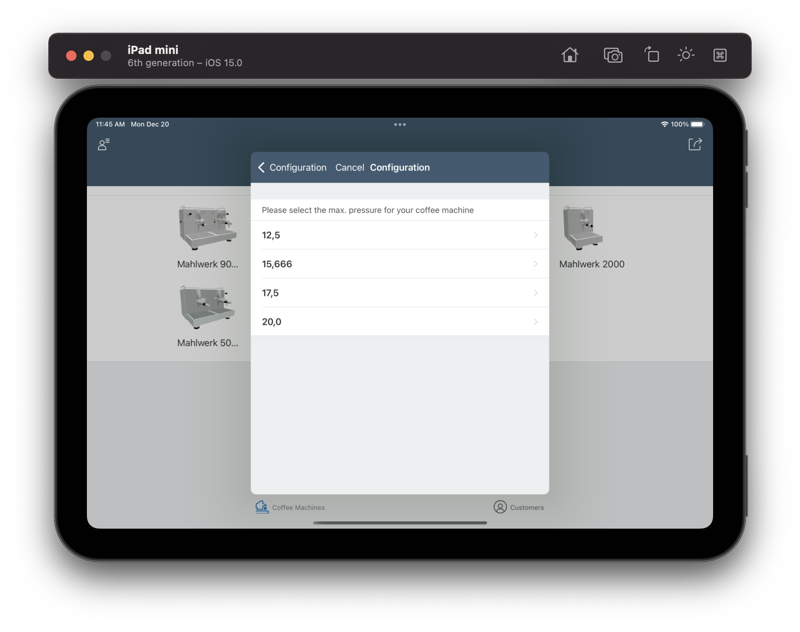 iPad mini
6th generation – iOS 15.0
11:45 AM Mon Dec 20
100%
Configuration Cancel Configuration
Please select the max. pressure for your coffee machine
12,5
15,666
17,5
20,0
Mahlwerk 90...
Mahlwerk 2000
Mahlwerk 50...
Coffee Machines
Customers